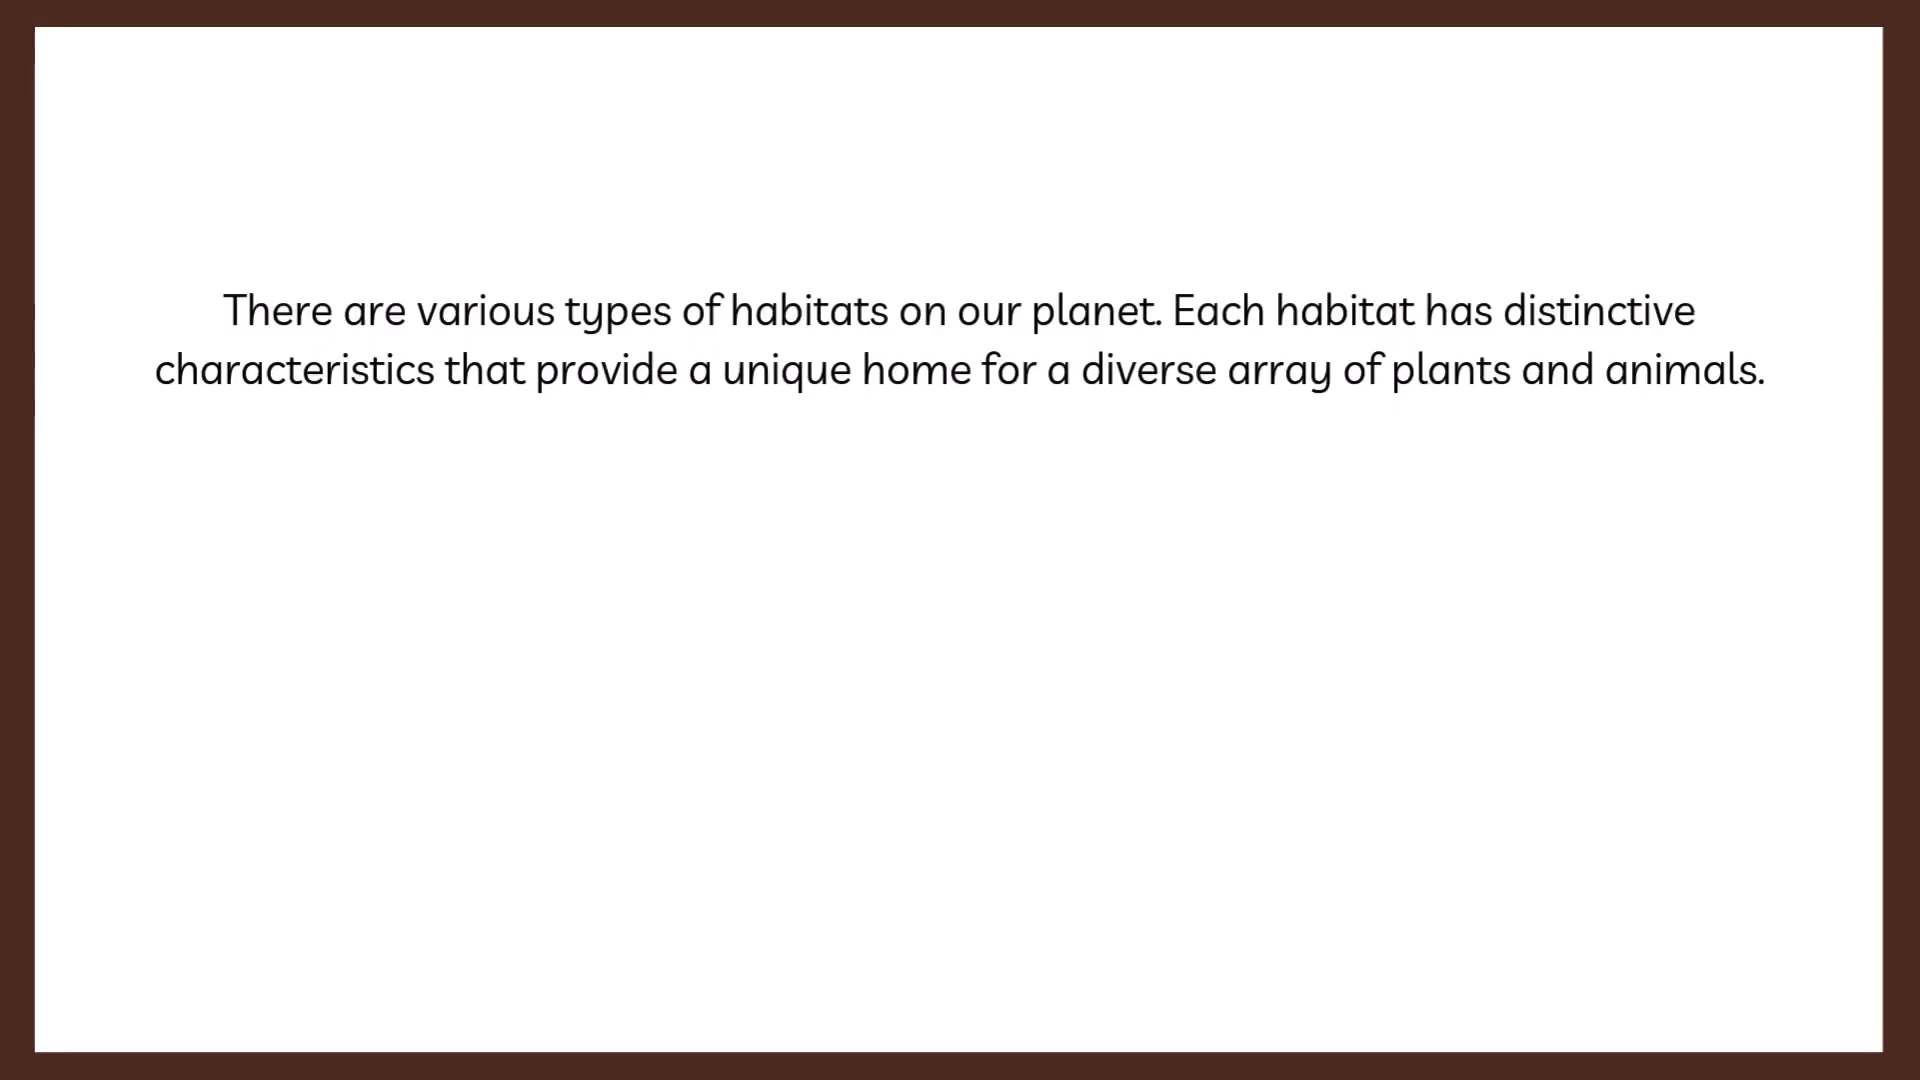 There are various types of habitats on our planet. Each habitat has distinctive
characteristics that provide a unique home for a diverse array of plants and animals.